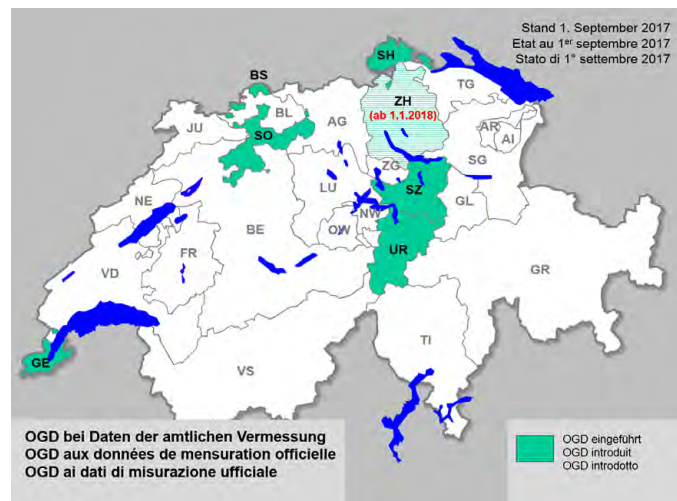 Stand 1. September 2017
Etat au 1er septembre 2017
Stato di 1° settembre 2017
SH
BS
TG
ZH
(ab 1.1.2018)
BL
AG
JU
SO
AR
AI
ZG
SG
LU
SZ
NE
GL
NW
OW
BE
UR
FR
VD
GR
TI
GE
VS
OGD bei Daten der amtlichen Vermessung
OGD aux données de mensuration officielle
OGD ai dati di misurazione ufficiale
OGD eingeführt
OGD introduit
OGD introdotto